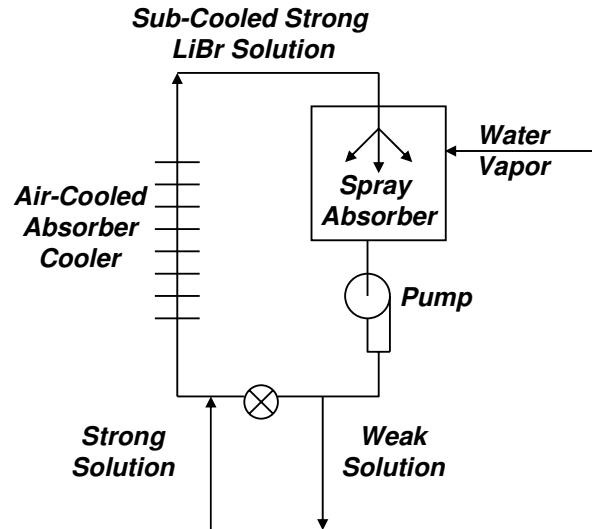 Sub-Cooled Strong
LiBr Solution
Water
Vapor
Spray
Absorber
Air-Cooled
Absorber
Cooler
Pump
Strong
Solution
Weak
Solution